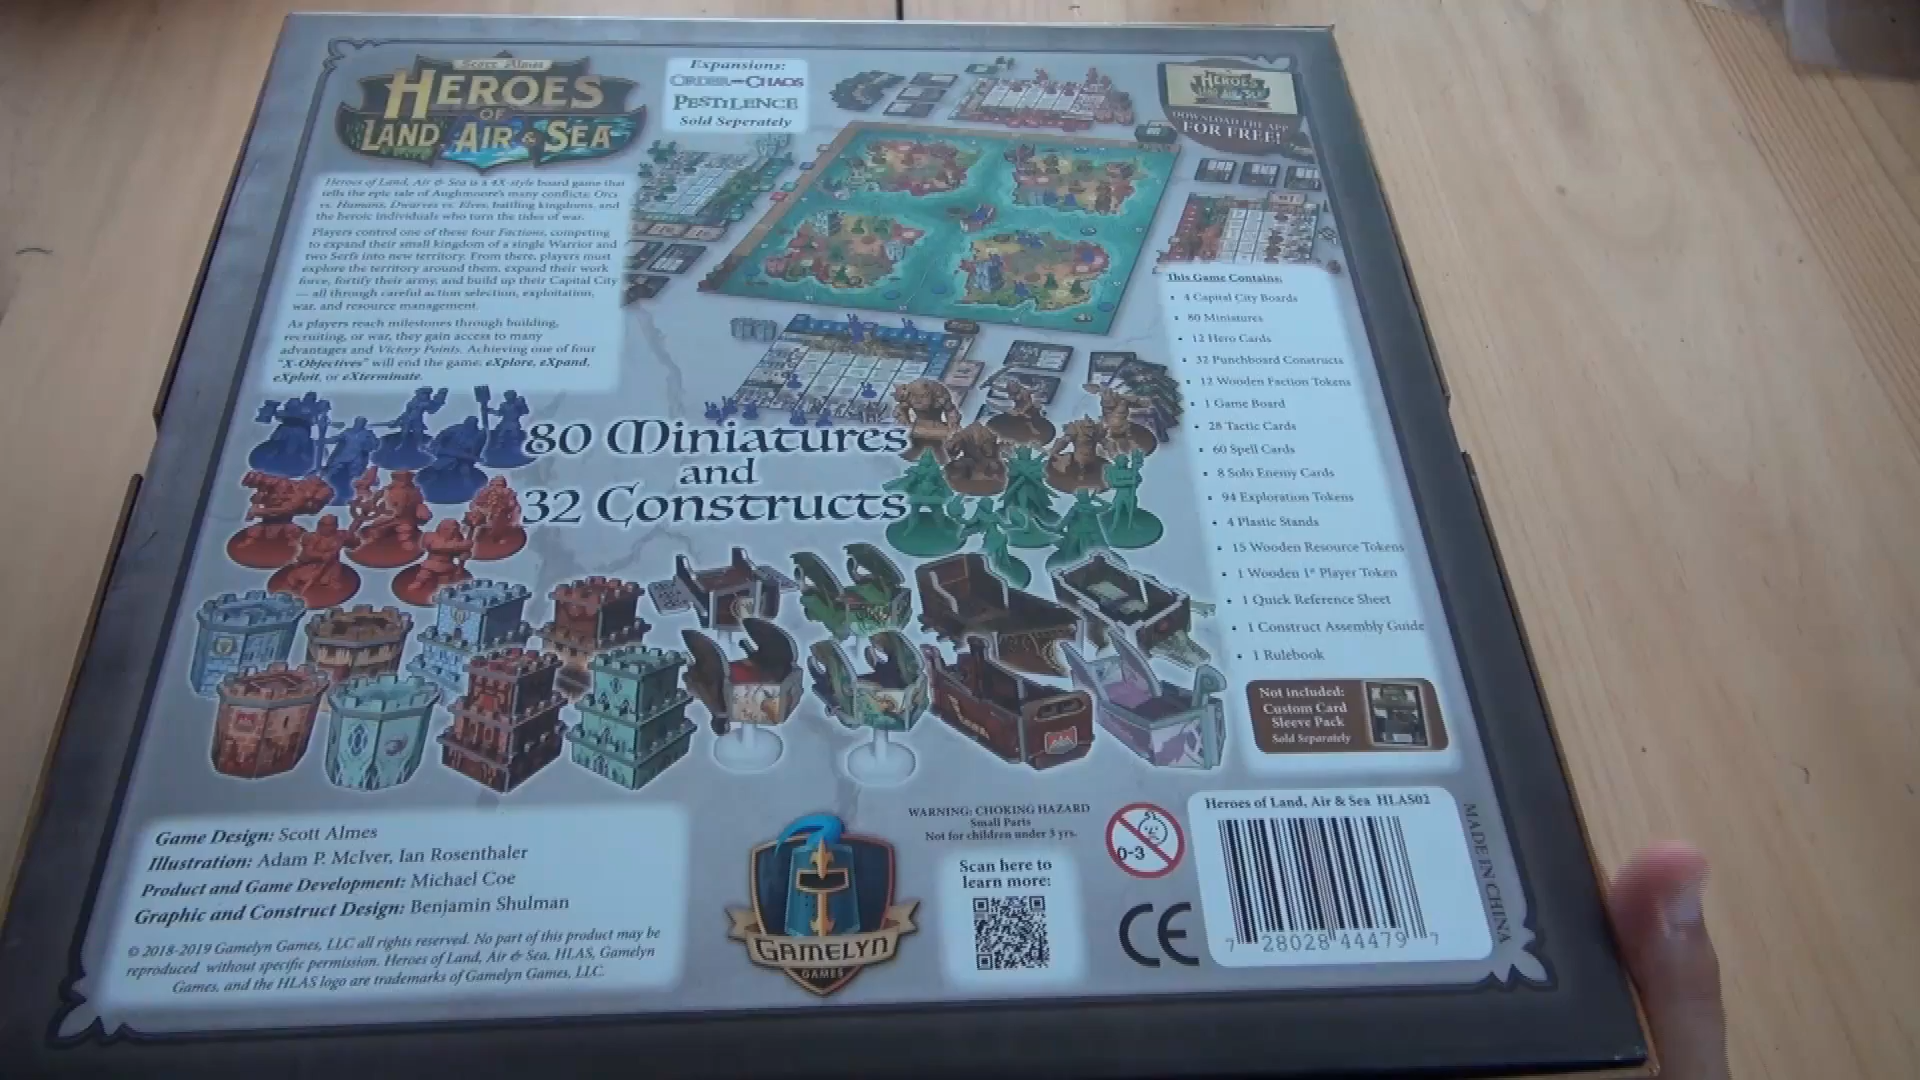 Scott Almes
HEROES
OF
LAND, AIR & SEA
Expansions:
ORDER AND CHAOS
PESTILENCE
Sold Seperately
HEROES
LAND AIR & SEA
DOWNLOAD THE APP
FOR FREE!
Heroes of Land, Air & Sea is a 4X-style board game that
tells the epic tale of Aughmoore's many conflicts: Orcs
vs. Humans, Dwarves vs. Elves, battling kingdoms, and
the heroic individuals who turn the tides of war.
Players control one of these four Factions, competing
to expand their small kingdom of a single Warrior and
two Serfs into new territory. From there, players must
explore the territory around them, expand their work
force, fortify their army, and build up their Capital City
— all through careful action selection, exploitation,
war, and resource management.
As players reach milestones through building,
recruiting, or war, they gain access to many
advantages and Victory Points. Achieving one of four
"X-Objectives" will end the game: eXplore, eXpand,
eXploit, or eXterminate.
80 Miniatures
and
32 Constructs
This Game Contains:
• 4 Capital City Boards
• 80 Miniatures
• 12 Hero Cards
• 32 Punchboard Constructs
• 12 Wooden Faction Tokens
• 1 Game Board
• 28 Tactic Cards
• 60 Spell Cards
• 8 Solo Enemy Cards
• 94 Exploration Tokens
• 4 Plastic Stands
• 15 Wooden Resource Tokens
• 1 Wooden 1st Player Token
• 1 Quick Reference Sheet
• 1 Construct Assembly Guide
• 1 Rulebook
Not included:
Custom Card
Sleeve Pack
Sold Separately
Game Design: Scott Almes
Illustration: Adam P. McIver, Ian Rosenthaler
Product and Game Development: Michael Coe
Graphic and Construct Design: Benjamin Shulman
© 2018-2019 Gamelyn Games, LLC all rights reserved. No part of this product may be
reproduced without specific permission. Heroes of Land, Air & Sea, HLAS, Gamelyn
Games, and the HLAS logo are trademarks of Gamelyn Games, LLC.
GAMELYN
GAMES
WARNING: CHOKING HAZARD
Small Parts
Not for children under 3 yrs.
Scan here to
learn more:
0-3
CE
Heroes of Land, Air & Sea HLAS02
7 28028 44479 7
MADE IN CHINA